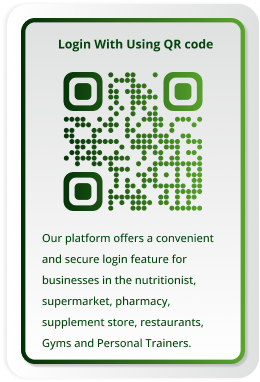 Login With Using QR code
Our platform offers a convenient
and secure login feature for
businesses in the nutritionist,
supermarket, pharmacy,
supplement store, restaurants,
Gyms and Personal Trainers.